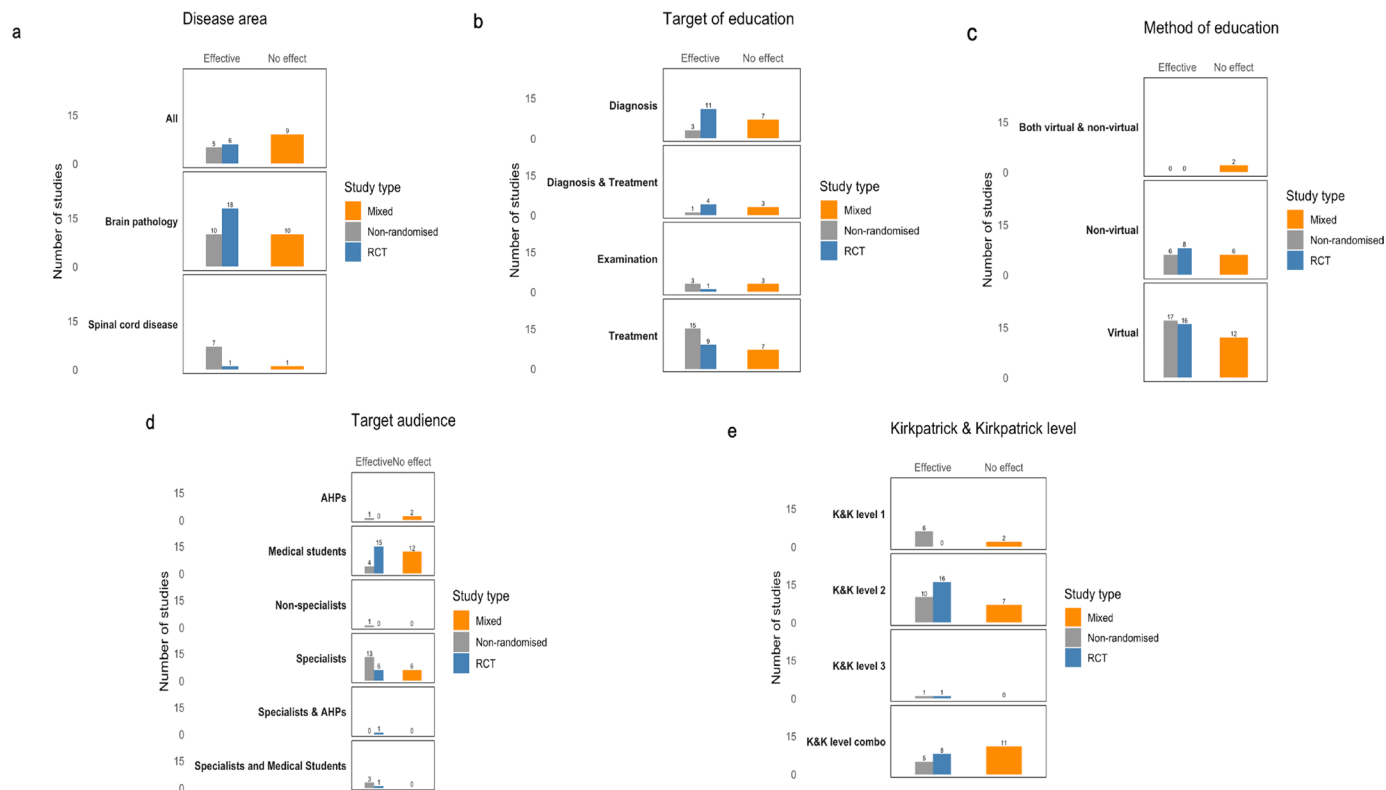 a
Disease area
Effective No effect
Number of studies
All
15
0
5 6 9
Brain pathology
15
0
10 18 10
Spinal cord disease
15
0
7 1 1
Study type
Mixed
Non-randomised
RCT
b
Target of education
Effective No effect
Number of studies
Diagnosis
15
0
3 11 7
Diagnosis & Treatment
15
0
1 4 3
Examination
15
0
3 1 3
Treatment
15
0
15 9 7
Study type
Mixed
Non-randomised
RCT
c
Method of education
Effective No effect
Number of studies
Both virtual & non-virtual
15
0
0 0 2
Non-virtual
15
0
6 8 6
Virtual
15
0
17 16 12
Study type
Mixed
Non-randomised
RCT
d
Target audience
Effective No effect
Number of studies
AHPs
15
0
1 0 2
Medical students
15
0
4 15 12
Non-specialists
15
0
1 0 0
Specialists
15
0
13 6 6
Specialists & AHPs
15
0
0 1 0
Specialists and Medical Students
15
0
3 1 0
Study type
Mixed
Non-randomised
RCT
e
Kirkpatrick & Kirkpatrick level
Effective No effect
Number of studies
K&K level 1
15
0
6 0 2
K&K level 2
15
0
10 16 7
K&K level 3
15
0
1 1 0
K&K level combo
15
0
5 8 11
Study type
Mixed
Non-randomised
RCT